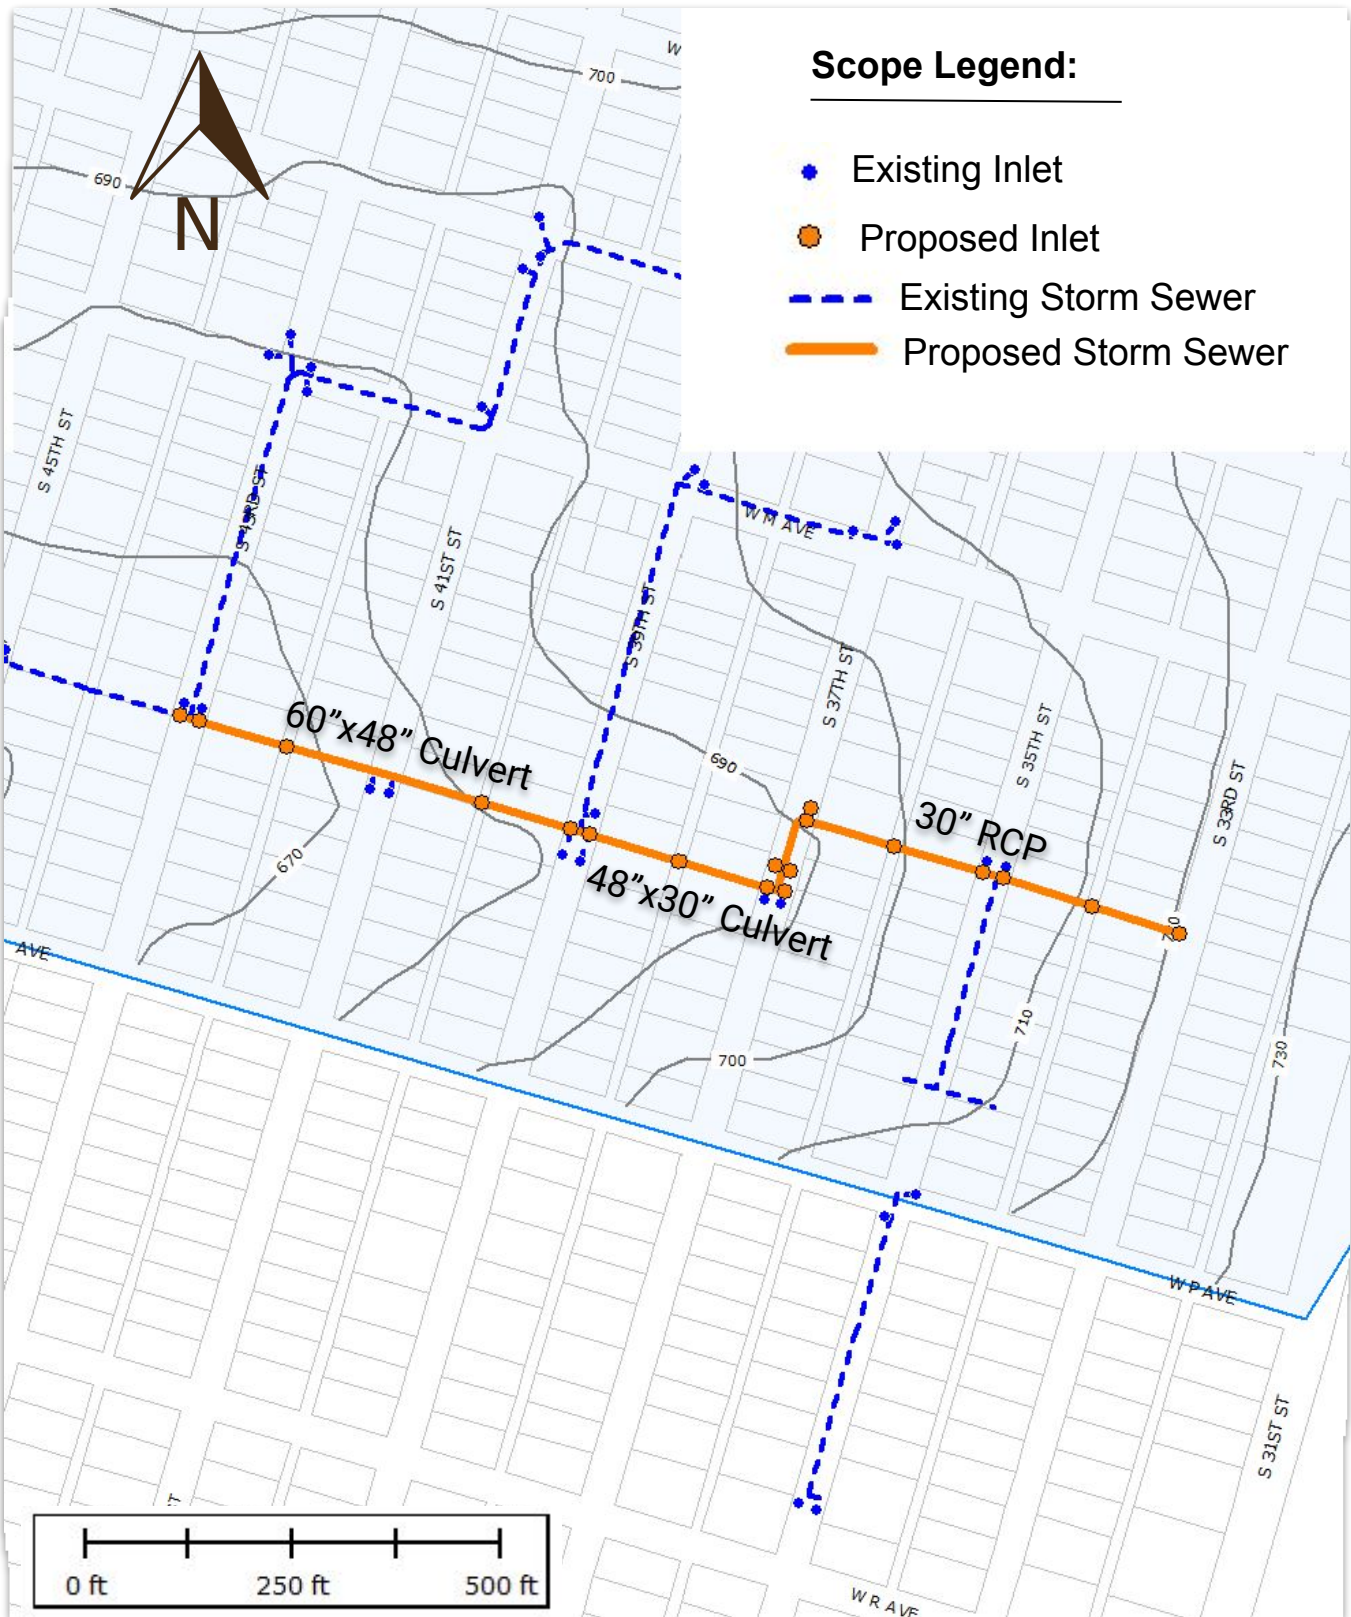 Scope Legend:
Existing Inlet
Proposed Inlet
Existing Storm Sewer
Proposed Storm Sewer
N
W
700
690
S 45TH ST
S 43RD ST
S 41ST ST
W M AVE
S 39TH ST
S 37TH ST
S 35TH ST
S 33RD ST
60”x48” Culvert
690
30” RCP
48”x30” Culvert
670
AVE
710
700
730
W P AVE
S 31ST ST
ST
W R AVE
0 ft
250 ft
500 ft